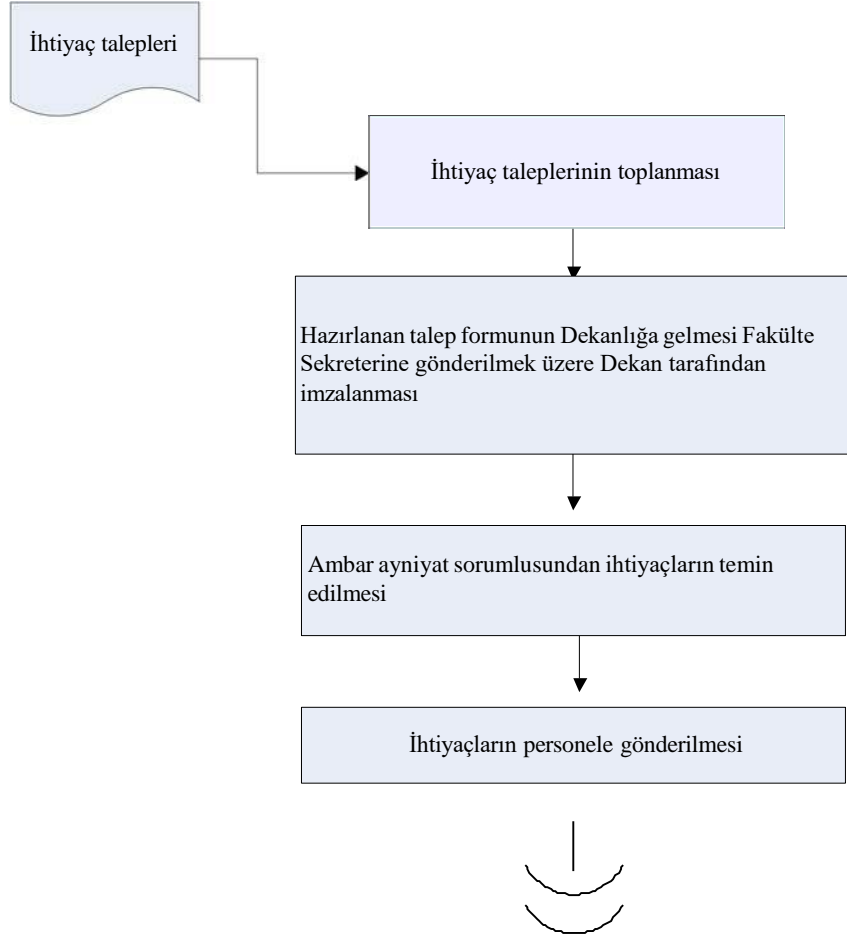 İhtiyaç talepleri
İhtiyaç taleplerinin toplanması
Hazırlanan talep formunun Dekanlığa gelmesi Fakülte
Sekreterine gönderilmek üzere Dekan tarafından
imzalanması
Ambar ayniyat sorumlusundan ihtiyaçların temin
edilmesi
İhtiyaçların personele gönderilmesi